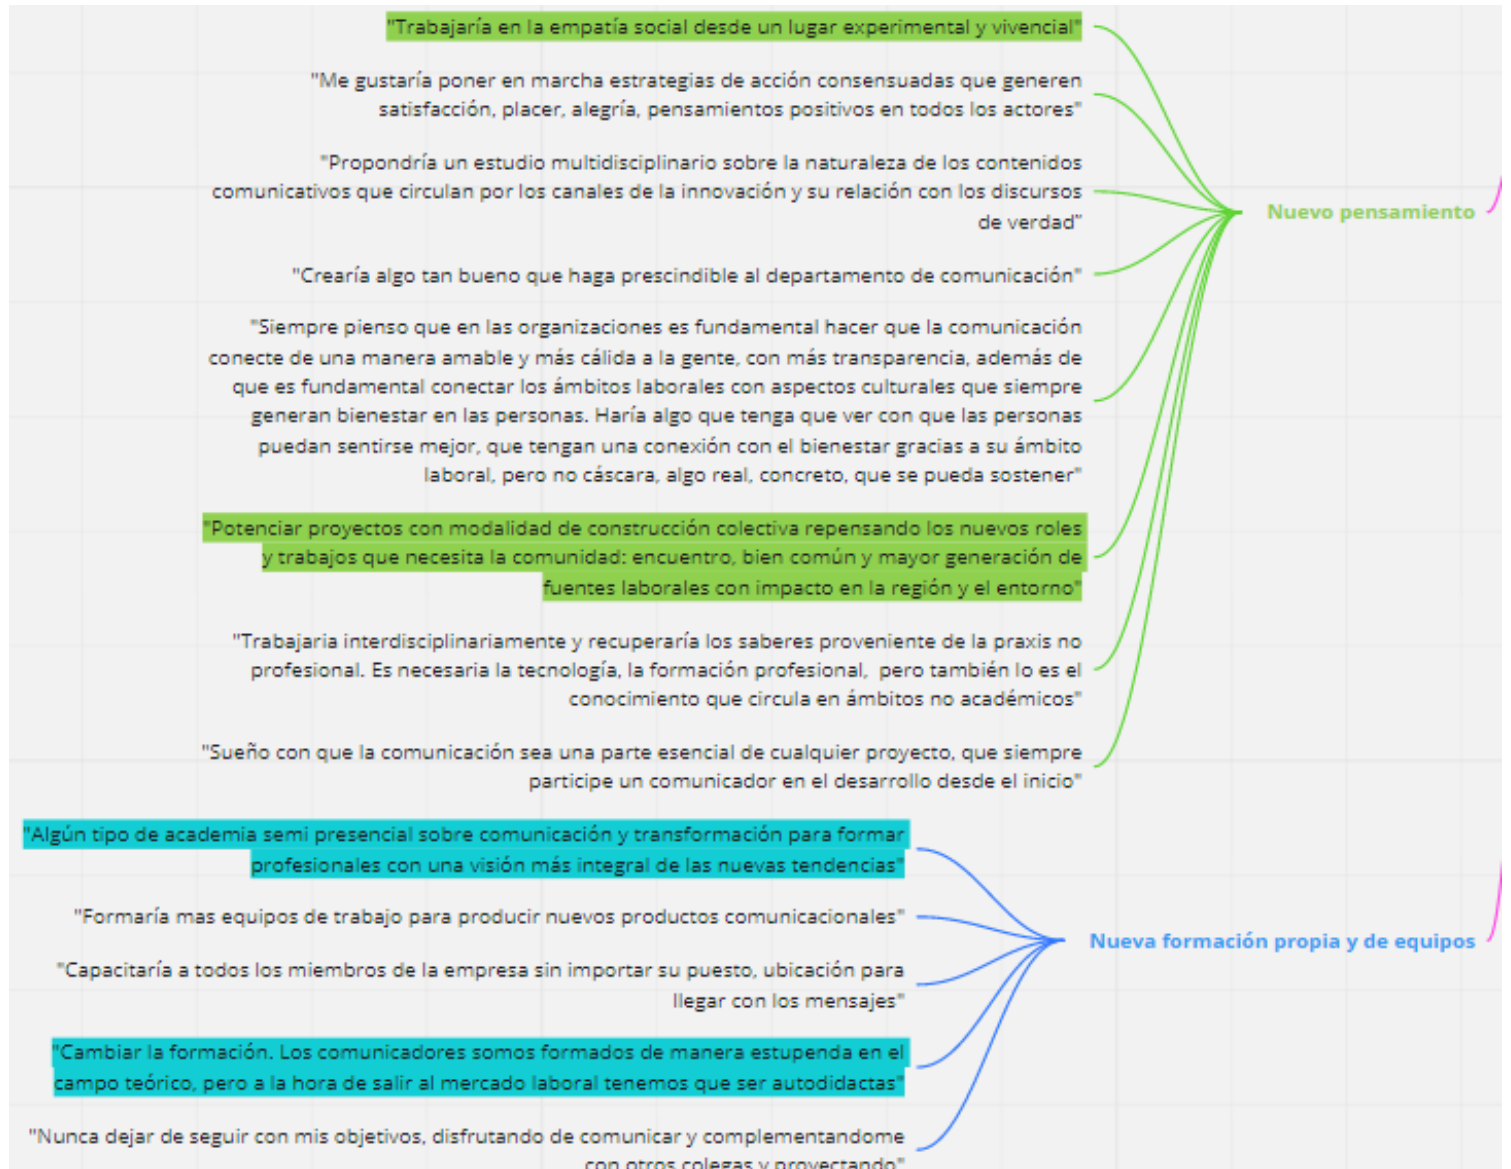 "Trabajaría en la empatía social desde un lugar experimental y vivencial"
"Me gustaría poner en marcha estrategias de acción consensuadas que generen
satisfacción, placer, alegría, pensamientos positivos en todos los actores"
"Propondría un estudio multidisciplinario sobre la naturaleza de los contenidos
comunicativos que circulan por los canales de la innovación y su relación con los discursos
de verdad"
"Crearía algo tan bueno que haga prescindible al departamento de comunicación"
"Siempre pienso que en las organizaciones es fundamental hacer que la comunicación
conecte de una manera amable y más cálida a la gente, con más transparencia, además de
que es fundamental conectar los ámbitos laborales con aspectos culturales que siempre
generan bienestar en las personas. Haría algo que tenga que ver con que las personas
puedan sentirse mejor, que tengan una conexión con el bienestar gracias a su ámbito
laboral, pero no cáscara, algo real, concreto, que se pueda sostener"
"Potenciar proyectos con modalidad de construcción colectiva repensando los nuevos roles
y trabajos que necesita la comunidad: encuentro, bien común y mayor generación de
fuentes laborales con impacto en la región y el entorno"
"Trabajaria interdisciplinariamente y recuperaría los saberes proveniente de la praxis no
profesional. Es necesaria la tecnología, la formación profesional, pero también lo es el
conocimiento que circula en ámbitos no académicos"
"Sueño con que la comunicación sea una parte esencial de cualquier proyecto, que siempre
participe un comunicador en el desarrollo desde el inicio"
Nuevo pensamiento
"Algún tipo de academia semi presencial sobre comunicación y transformación para formar
profesionales con una visión más integral de las nuevas tendencias"
"Formaría mas equipos de trabajo para producir nuevos productos comunicacionales"
"Capacitaría a todos los miembros de la empresa sin importar su puesto, ubicación para
llegar con los mensajes"
"Cambiar la formación. Los comunicadores somos formados de manera estupenda en el
campo teórico, pero a la hora de salir al mercado laboral tenemos que ser autodidactas"
"Nunca dejar de seguir con mis objetivos, disfrutando de comunicar y complementandome
con otros colegas y proyectando"
Nueva formación propia y de equipos